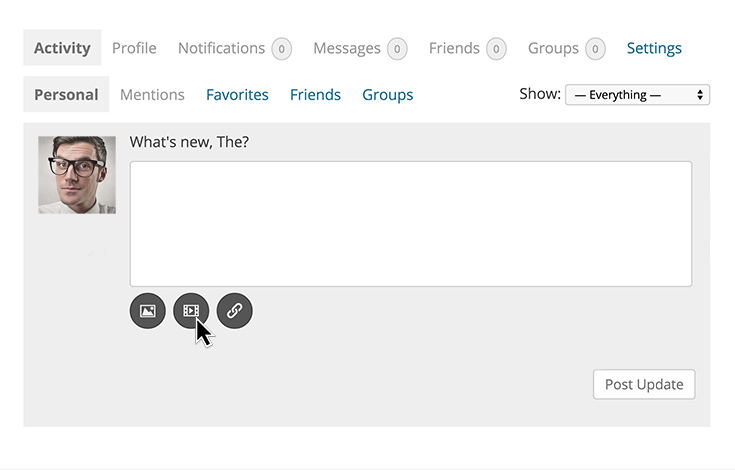 Activity Profile Notifications 0 Messages 0 Friends 0 Groups 0 Settings
Personal Mentions Favorites Friends Groups Show: — Everything —
What's new, The?
Post Update